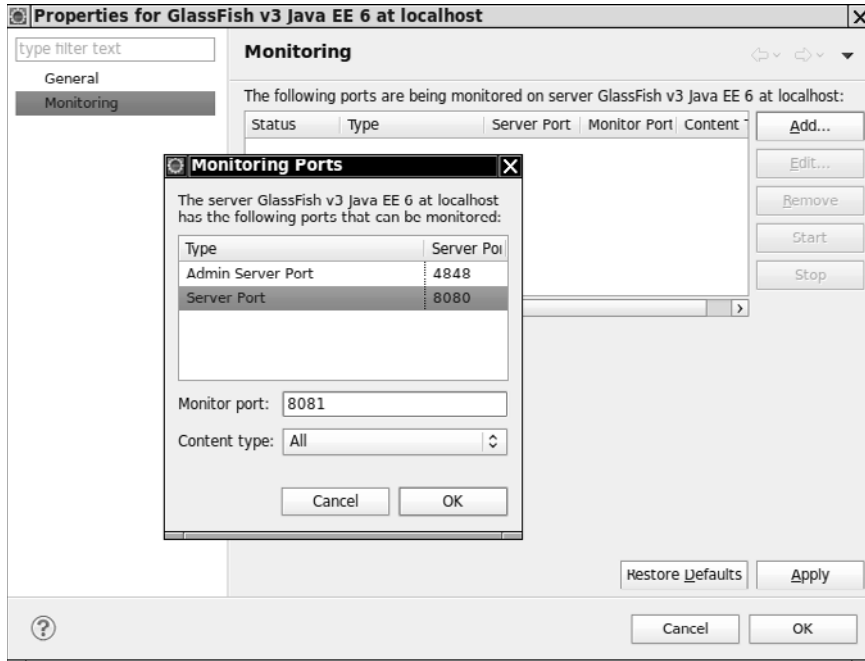 Properties for GlassFish v3 Java EE 6 at localhost
type filter text
General
Monitoring
Monitoring
The following ports are being monitored on server GlassFish v3 Java EE 6 at localhost:
Status Type Server Port Monitor Port Content T
Add...
Edit...
Remove
Start
Stop
Monitoring Ports
The server GlassFish v3 Java EE 6 at localhost
has the following ports that can be monitored:
Type Server Por
Admin Server Port 4848
Server Port 8080
Monitor port: 8081
Content type: All
Cancel OK
Restore Defaults Apply
? Cancel OK